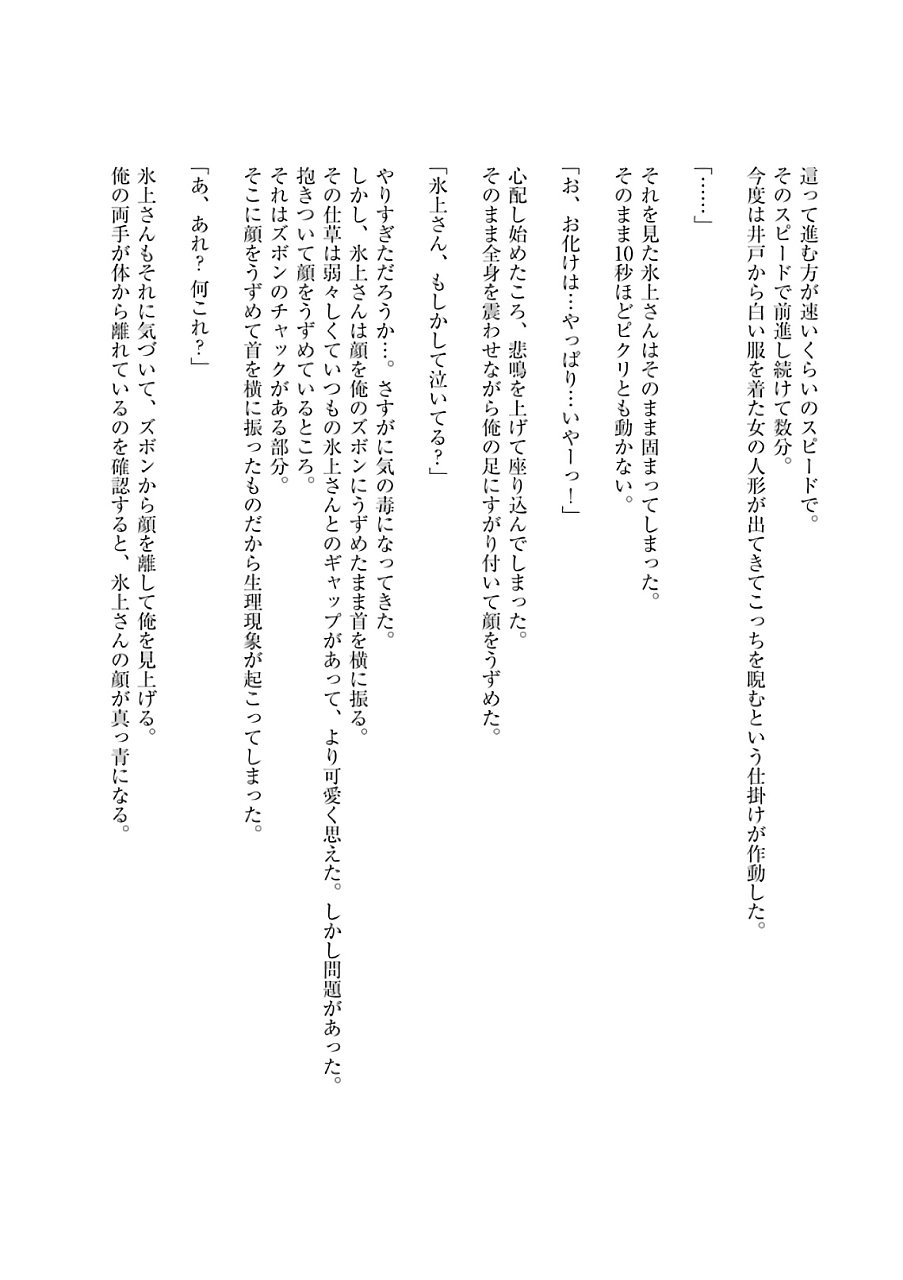 這って進む方が速いくらいのスピードで。
そのスピードで前進し続けて数分。
今度は井戸から白い服を着た女の人形が出てきてこっちを睨むという仕掛けが作動した。
「……」
それを見た氷上さんはそのまま固まってしまった。
そのまま10秒ほどピクリとも動かない。
「お、お化けは…やっぱり…いやーっ！」
心配し始めたころ、悲鳴を上げて座り込んでしまった。
そのまま全身を震わせながら俺の足にすがり付いて顔をうずめた。
「氷上さん、もしかして泣いてる？」
やりすぎただろうか…。さすがに気の毒になってきた。
しかし、氷上さんは顔を俺のズボンにうずめたまま首を横に振る。
その仕草は弱々しくていつもの氷上さんとのギャップがあって、より可愛く思えた。しかし問題があった。
抱きついて顔をうずめているところ。
それはズボンのチャックがある部分。
そこに顔をうずめて首を横に振ったものだから生理現象が起こってしまった。
「あ、あれ？ 何これ？」
氷上さんもそれに気づいて、ズボンから顔を離して俺を見上げる。
俺の両手が体から離れているのを確認すると、氷上さんの顔が真っ青になる。